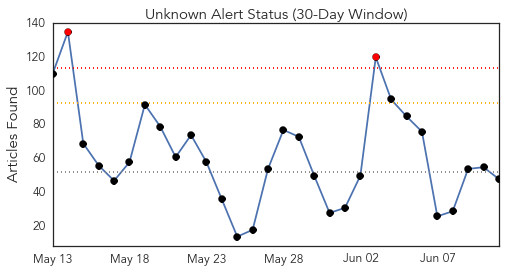 Unknown Alert Status (30-Day Window)
Articles Found
140
120
100
80
60
40
20
May 13 May 18 May 23 May 28 Jun 02 Jun 07